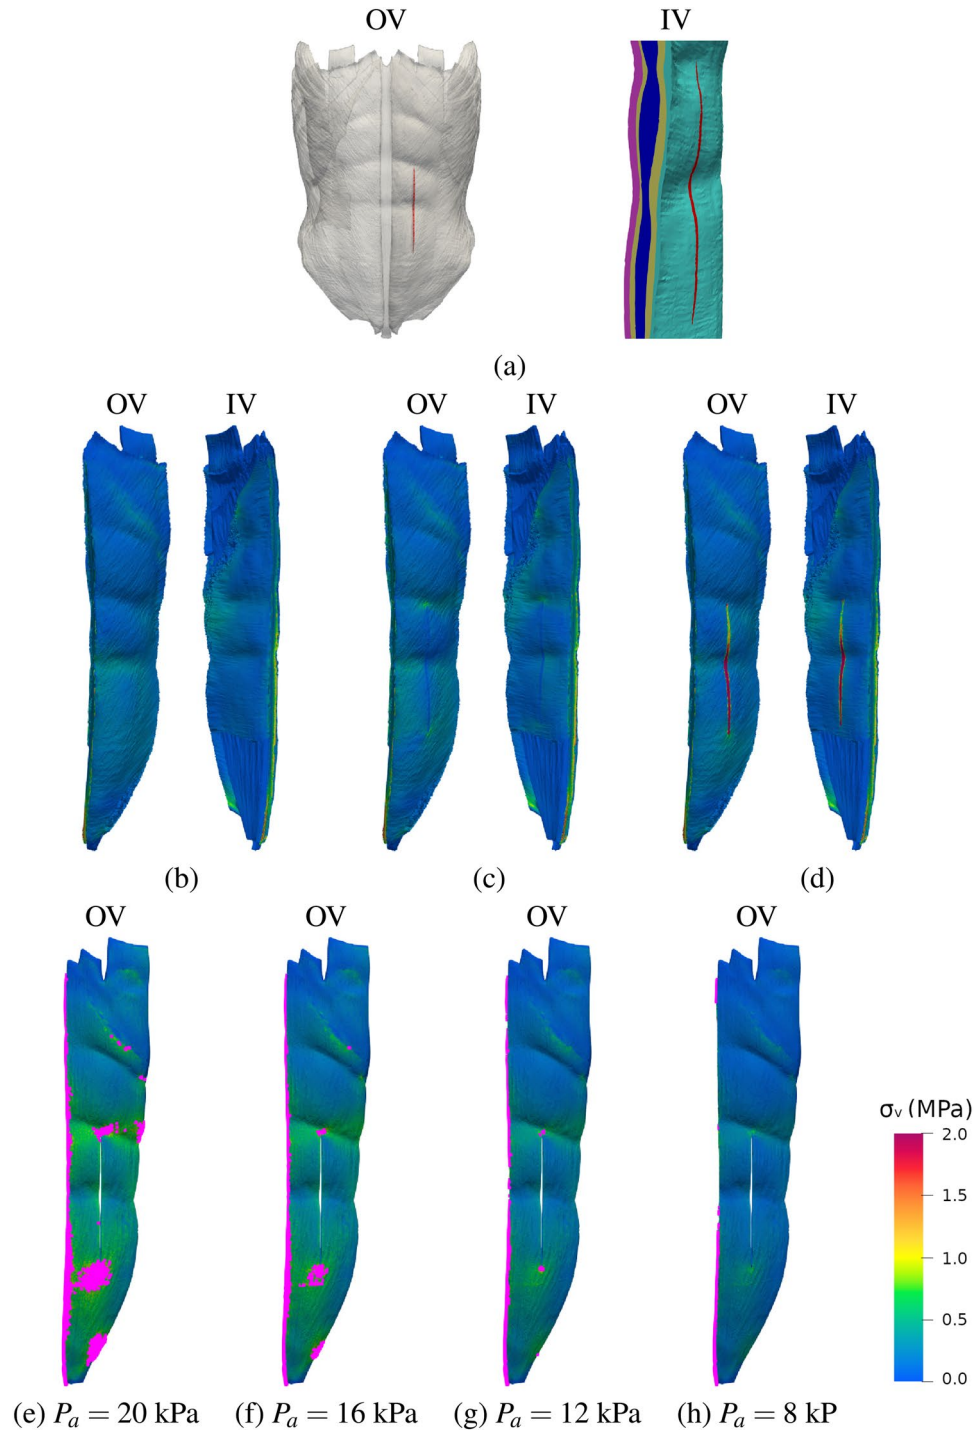 OV IV
(a)
OV IV OV IV OV IV
(b) (c) (d)
OV OV OV OV
σᵥ (MPa)
2.0
1.5
1.0
0.5
0.0
(e) Pₐ = 20 kPa (f) Pₐ = 16 kPa (g) Pₐ = 12 kPa (h) Pₐ = 8 kP